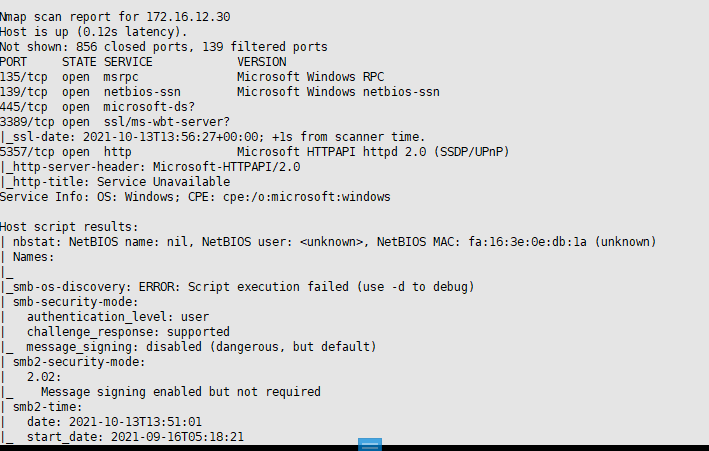 Nmap scan report for 172.16.12.30
Host is up (0.12s latency).
Not shown: 856 closed ports, 139 filtered ports
PORT     STATE SERVICE            VERSION
135/tcp  open  msrpc              Microsoft Windows RPC
139/tcp  open  netbios-ssn        Microsoft Windows netbios-ssn
445/tcp  open  microsoft-ds?
3389/tcp open  ssl/ms-wbt-server?
|_ssl-date: 2021-10-13T13:56:27+00:00; +1s from scanner time.
5357/tcp open  http               Microsoft HTTPAPI httpd 2.0 (SSDP/UPnP)
|_http-server-header: Microsoft-HTTPAPI/2.0
|_http-title: Service Unavailable
Service Info: OS: Windows; CPE: cpe:/o:microsoft:windows

Host script results:
| nbstat: NetBIOS name: nil, NetBIOS user: <unknown>, NetBIOS MAC: fa:16:3e:0e:db:1a (unknown)
| Names:
|_
|_smb-os-discovery: ERROR: Script execution failed (use -d to debug)
| smb-security-mode:
|   authentication_level: user
|   challenge_response: supported
|_  message_signing: disabled (dangerous, but default)
| smb2-security-mode:
|   2.02:
|_    Message signing enabled but not required
| smb2-time:
|   date: 2021-10-13T13:51:01
|_  start_date: 2021-09-16T05:18:21